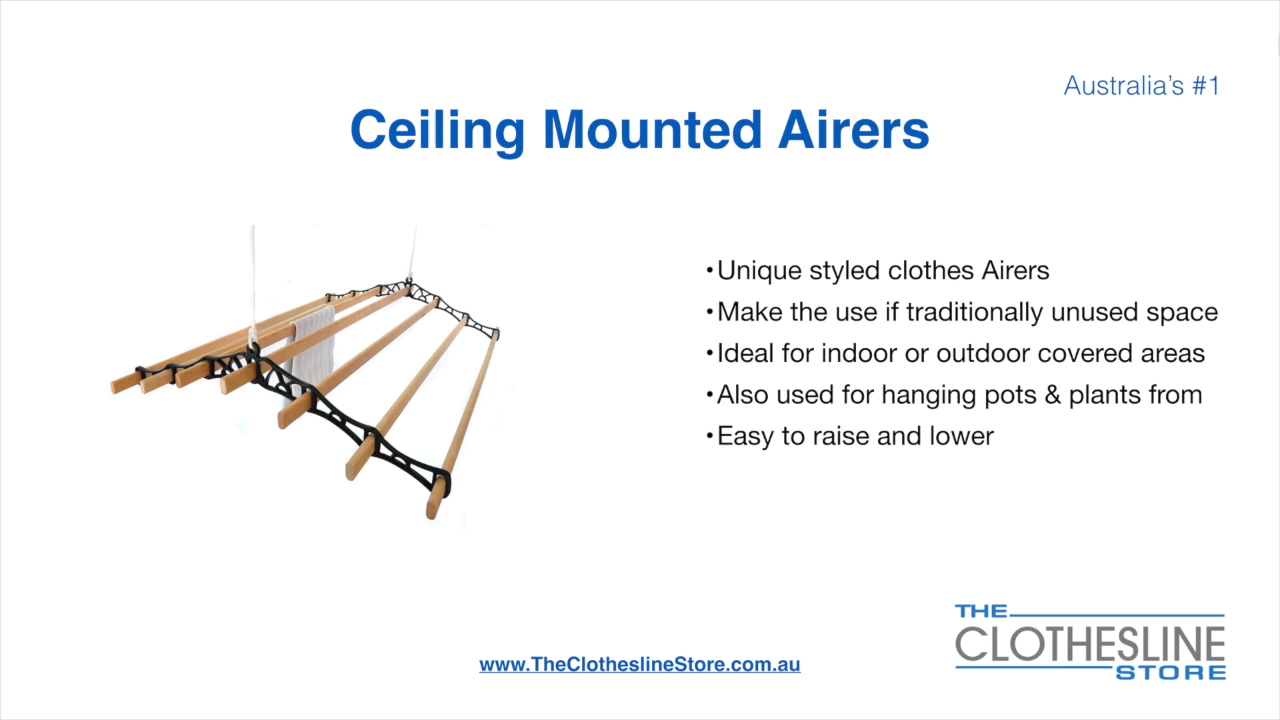 Australia's #1
Ceiling Mounted Airers
•Unique styled clothes Airers
•Make the use if traditionally unused space
•Ideal for indoor or outdoor covered areas
•Also used for hanging pots & plants from
•Easy to raise and lower
THE
CLOTHESLINE
STORE
www.TheClotheslineStore.com.au